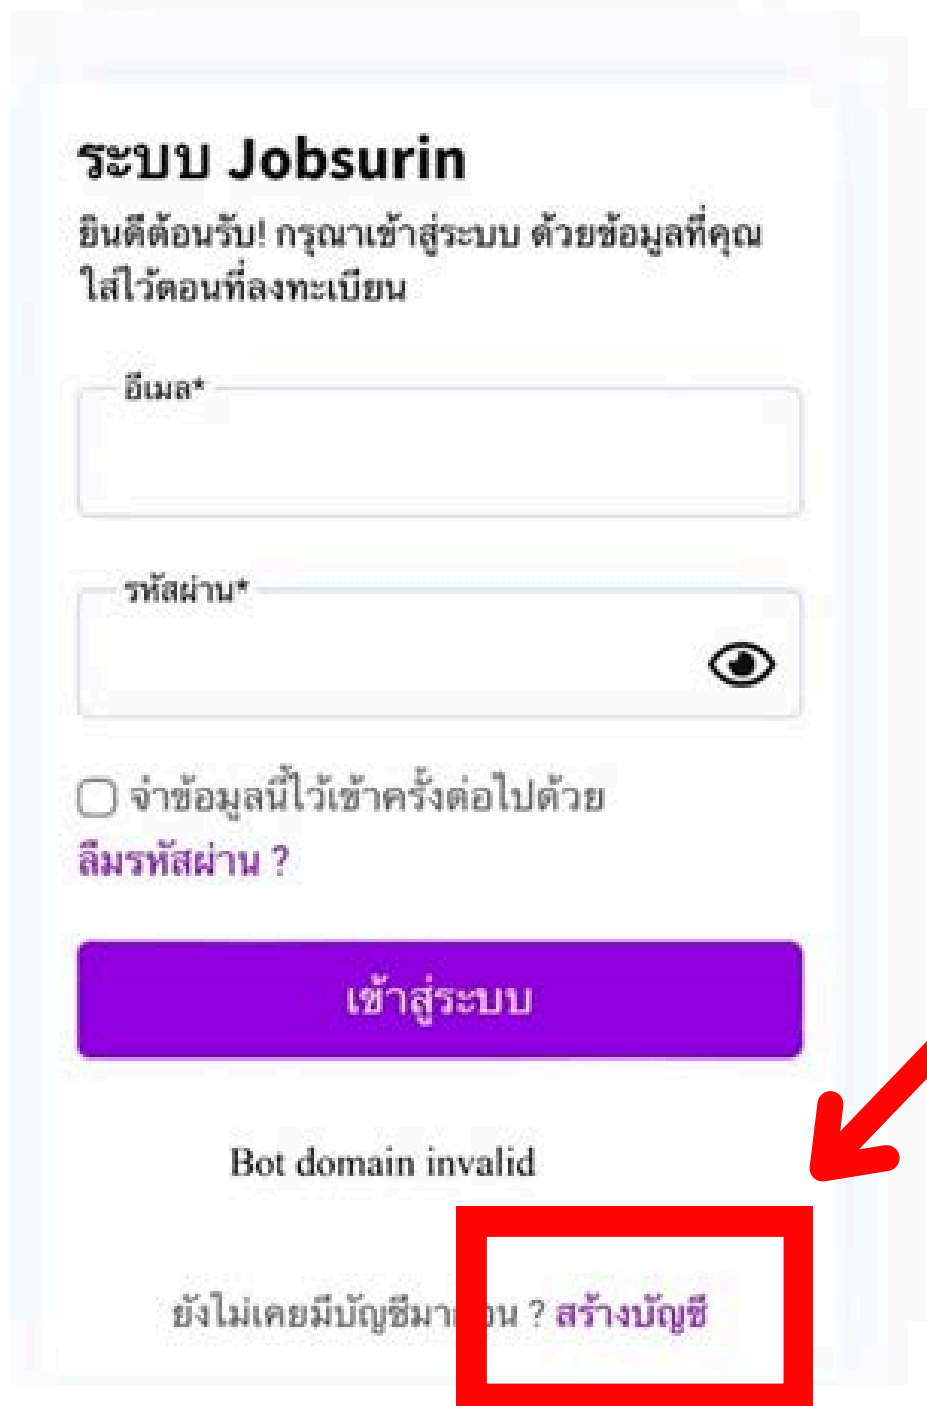 ระบบ Jobsurin
ยินดีต้อนรับ! กรุณาเข้าสู่ระบบ ด้วยข้อมูลที่คุณ
ใส่ไว้ตอนที่ลงทะเบียน
อีเมล*
รหัสผ่าน*
จำข้อมูลนี้ไว้เข้าครั้งต่อไปด้วย
ลืมรหัสผ่าน ?
เข้าสู่ระบบ
Bot domain invalid
ยังไม่เคยมีบัญชีมา ? สร้างบัญชี